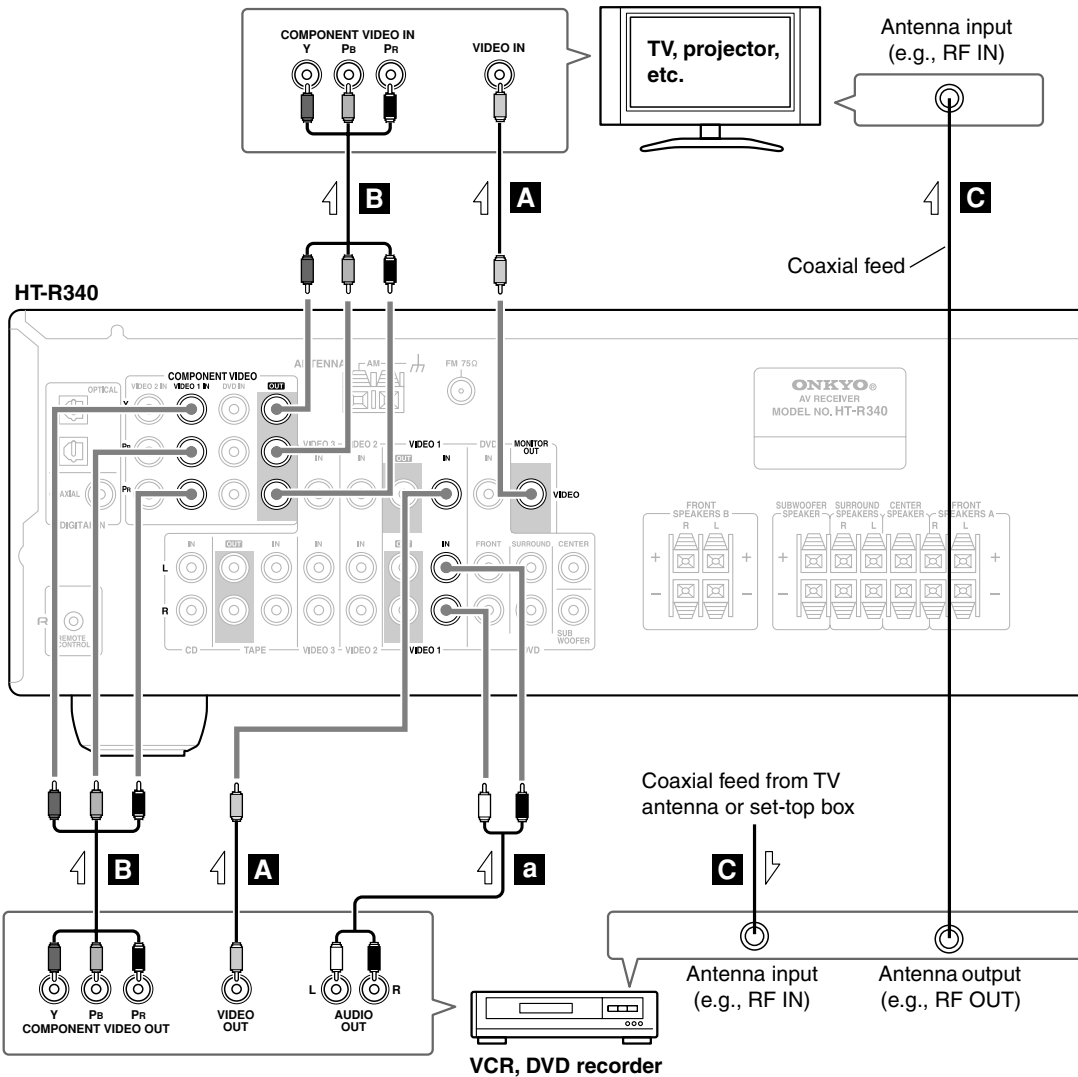 COMPONENT VIDEO IN
Y PB PR
VIDEO IN
TV, projector,
etc.
Antenna input
(e.g., RF IN)
B
A
C
Coaxial feed
HT-R340
ANTENNA
AM
FM 75Ω
COMPONENT VIDEO
OPTICAL
VIDEO 2 IN VIDEO 1 IN DVD IN OUT
Y
PB
PR
COAXIAL
DIGITAL IN
VIDEO 3 VIDEO 2 VIDEO 1 DVD MONITOR OUT
IN IN OUT IN IN
VIDEO
ONKYO®
AV RECEIVER
MODEL NO. HT-R340
FRONT
SPEAKERS B
R L
SUBWOOFER
SPEAKER
SURROUND
SPEAKERS
R L
CENTER
SPEAKER
FRONT
SPEAKERS A
R L
+ + + +
− − − −
IN OUT IN IN IN OUT IN FRONT SURROUND CENTER
L
R
REMOTE
CONTROL
SUB
WOOFER
CD TAPE VIDEO 3 VIDEO 2 VIDEO 1 DVD
Coaxial feed from TV
antenna or set-top box
B
A
a
C
Y PB PR
COMPONENT VIDEO OUT
VIDEO
OUT
L R
AUDIO
OUT
Antenna input
(e.g., RF IN)
Antenna output
(e.g., RF OUT)
VCR, DVD recorder